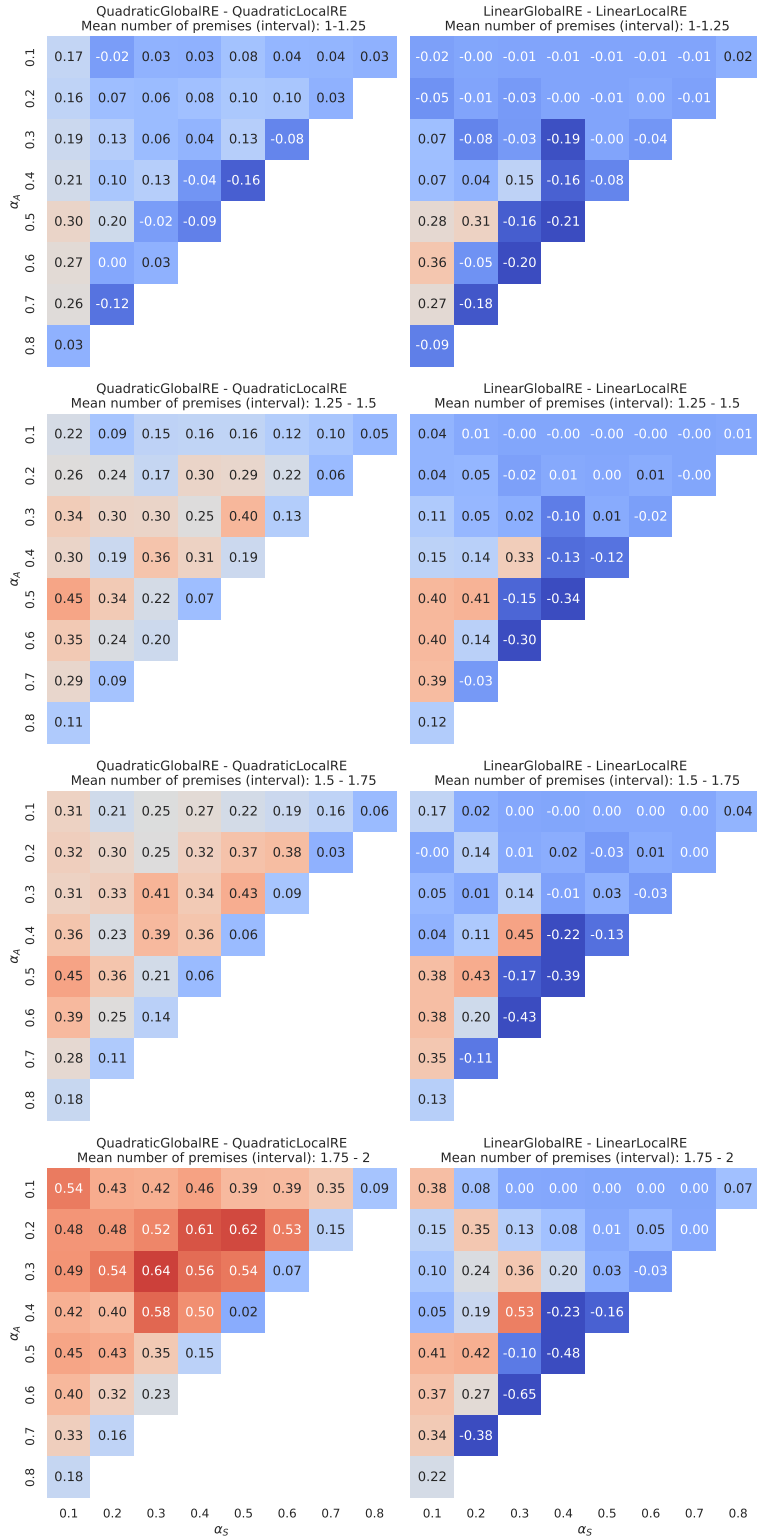 QuadraticGlobalRE - QuadraticLocalRE
Mean number of premises (interval): 1-1.25
0.1 0.17 -0.02 0.03 0.03 0.08 0.04 0.04 0.03
0.2 0.16 0.07 0.06 0.08 0.10 0.10 0.03
0.3 0.19 0.13 0.06 0.04 0.13 -0.08
0.4 0.21 0.10 0.13 -0.04 -0.16
α_A
0.5 0.30 0.20 -0.02 -0.09
0.6 0.27 0.00 0.03
0.7 0.26 -0.12
0.8 0.03
LinearGlobalRE - LinearLocalRE
Mean number of premises (interval): 1-1.25
-0.02 -0.00 -0.01 -0.01 -0.01 -0.01 -0.01 0.02
-0.05 -0.01 -0.03 -0.00 -0.01 0.00 -0.01
0.07 -0.08 -0.03 -0.19 -0.00 -0.04
0.07 0.04 0.15 -0.16 -0.08
0.28 0.31 -0.16 -0.21
0.36 -0.05 -0.20
0.27 -0.18
-0.09
QuadraticGlobalRE - QuadraticLocalRE
Mean number of premises (interval): 1.25 - 1.5
0.1 0.22 0.09 0.15 0.16 0.16 0.12 0.10 0.05
0.2 0.26 0.24 0.17 0.30 0.29 0.22 0.06
0.3 0.34 0.30 0.30 0.25 0.40 0.13
0.4 0.30 0.19 0.36 0.31 0.19
α_A
0.5 0.45 0.34 0.22 0.07
0.6 0.35 0.24 0.20
0.7 0.29 0.09
0.8 0.11
LinearGlobalRE - LinearLocalRE
Mean number of premises (interval): 1.25 - 1.5
0.04 0.01 -0.00 -0.00 -0.00 -0.00 -0.00 0.01
0.04 0.05 -0.02 0.01 0.00 0.01 -0.00
0.11 0.05 0.02 -0.10 0.01 -0.02
0.15 0.14 0.33 -0.13 -0.12
0.40 0.41 -0.15 -0.34
0.40 0.14 -0.30
0.39 -0.03
0.12
QuadraticGlobalRE - QuadraticLocalRE
Mean number of premises (interval): 1.5 - 1.75
0.1 0.31 0.21 0.25 0.27 0.22 0.19 0.16 0.06
0.2 0.32 0.30 0.25 0.32 0.37 0.38 0.03
0.3 0.31 0.33 0.41 0.34 0.43 0.09
0.4 0.36 0.23 0.39 0.36 0.06
α_A
0.5 0.45 0.36 0.21 0.06
0.6 0.39 0.25 0.14
0.7 0.28 0.11
0.8 0.18
LinearGlobalRE - LinearLocalRE
Mean number of premises (interval): 1.5 - 1.75
0.17 0.02 0.00 -0.00 0.00 0.00 0.00 0.04
-0.00 0.14 0.01 0.02 -0.03 0.01 0.00
0.05 0.01 0.14 -0.01 0.03 -0.03
0.04 0.11 0.45 -0.22 -0.13
0.38 0.43 -0.17 -0.39
0.38 0.20 -0.43
0.35 -0.11
0.13
QuadraticGlobalRE - QuadraticLocalRE
Mean number of premises (interval): 1.75 - 2
0.1 0.54 0.43 0.42 0.46 0.39 0.39 0.35 0.09
0.2 0.48 0.48 0.52 0.61 0.62 0.53 0.15
0.3 0.49 0.54 0.64 0.56 0.54 0.07
0.4 0.42 0.40 0.58 0.50 0.02
α_A
0.5 0.45 0.43 0.35 0.15
0.6 0.40 0.32 0.23
0.7 0.33 0.16
0.8 0.18
0.1 0.2 0.3 0.4 0.5 0.6 0.7 0.8
α_S
LinearGlobalRE - LinearLocalRE
Mean number of premises (interval): 1.75 - 2
0.38 0.08 0.00 0.00 0.00 0.00 0.00 0.07
0.15 0.35 0.13 0.08 0.01 0.05 0.00
0.10 0.24 0.36 0.20 0.03 -0.03
0.05 0.19 0.53 -0.23 -0.16
0.41 0.42 -0.10 -0.48
0.37 0.27 -0.65
0.34 -0.38
0.22
0.1 0.2 0.3 0.4 0.5 0.6 0.7 0.8
α_S